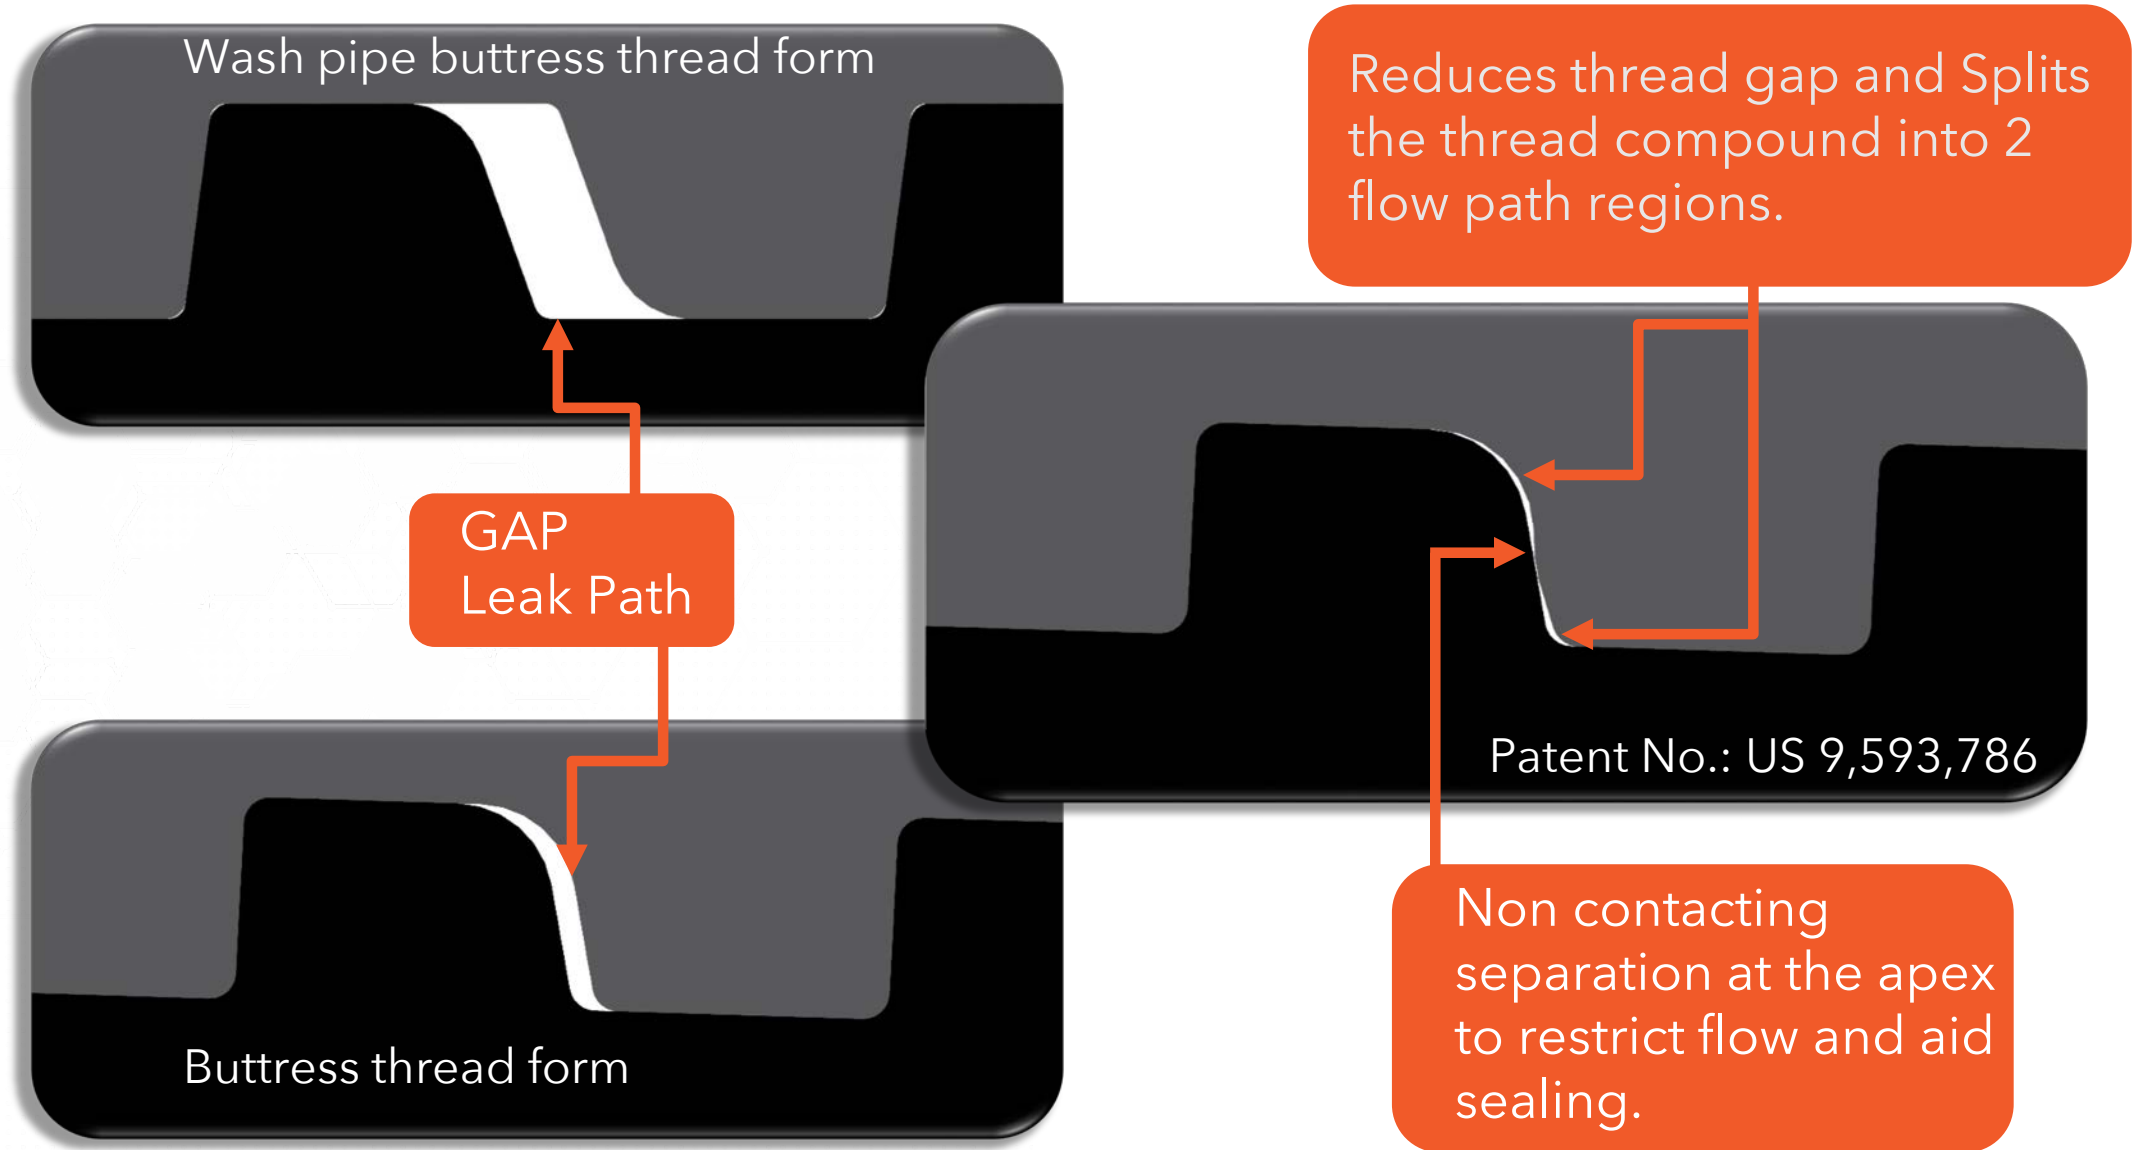 Wash pipe buttress thread form
Reduces thread gap and Splits
the thread compound into 2
flow path regions.
GAP
Leak Path
Patent No.: US 9,593,786
Buttress thread form
Non contacting
separation at the apex
to restrict flow and aid
sealing.